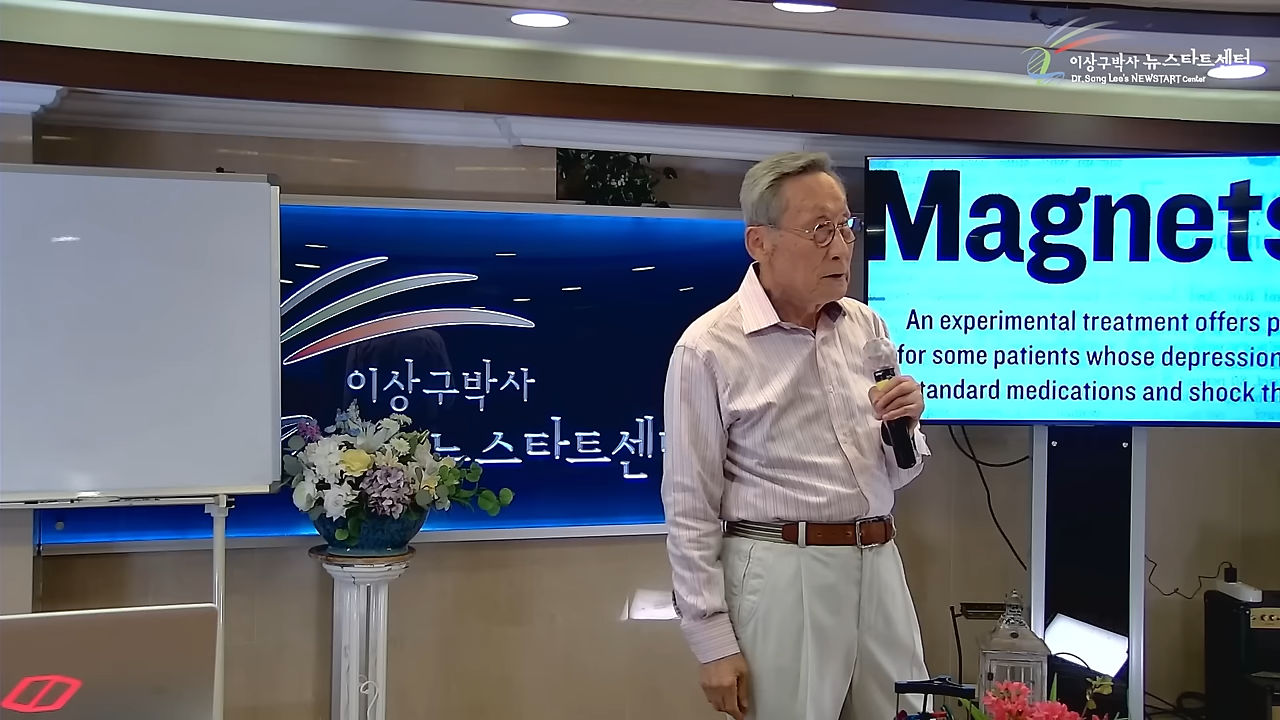 이상구박사 뉴스타트센터
Dr. Sang Lee's NEWSTART Center
Magnets
An experimental treatment offers p
for some patients whose depression
tandard medications and shock th
이상구박사
뉴스타트센